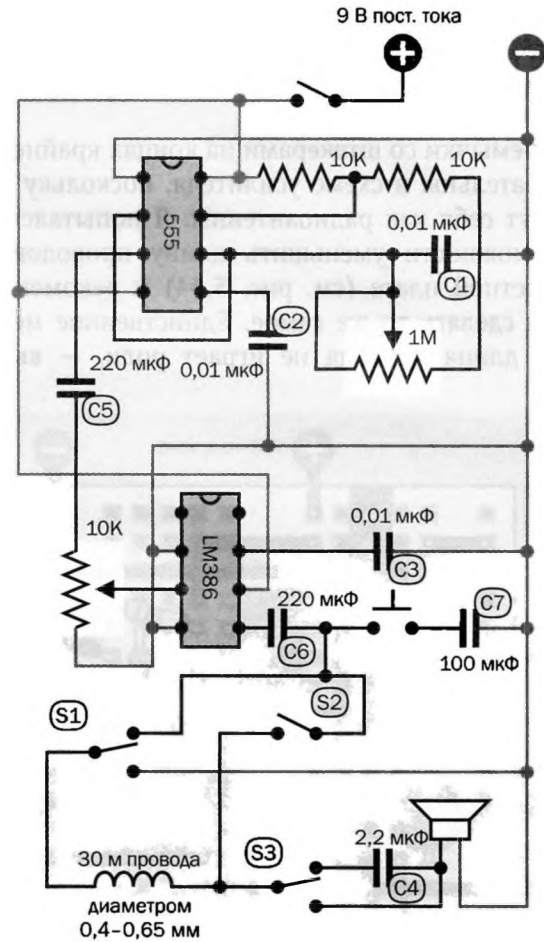 9 В пост. тока
10K
10K
555
0,01 мкФ
C1
C2
1M
220 мкФ
0,01 мкФ
C5
10K
LM386
0,01 мкФ
C3
220 мкФ
C7
C6
100 мкФ
S1
S2
2,2 мкФ
30 м провода
S3
C4
диаметром
0,4–0,65 мм